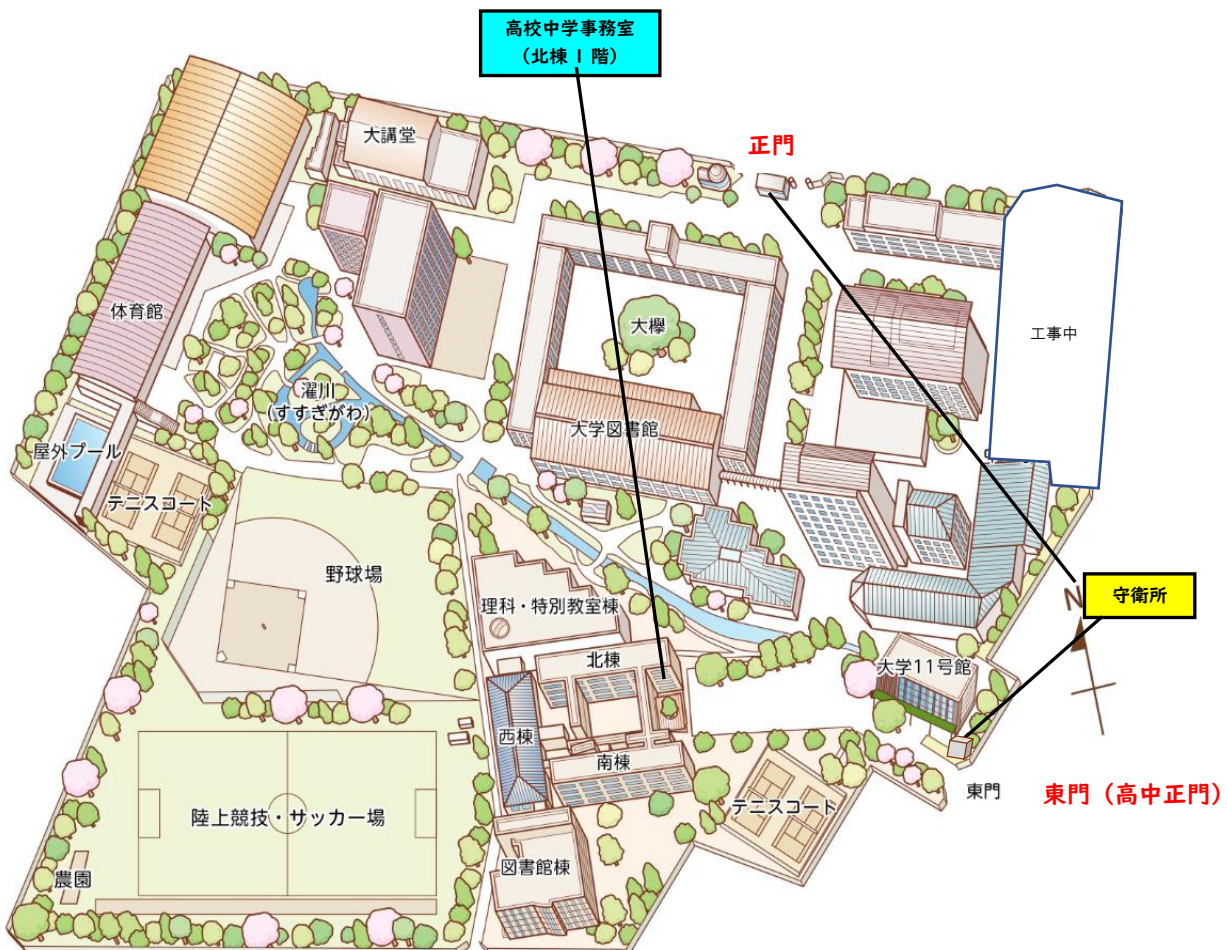 高校中学事務室
(北棟1階)
正門
大講堂
体育館
大欅
工事中
濯川
(すすぎがわ)
大学図書館
屋外プール
テニスコート
野球場
理科・特別教室棟
N
守衛所
北棟
大学11号館
西棟
南棟
東門
東門(高中正門)
テニスコート
陸上競技・サッカー場
図書館棟
農園